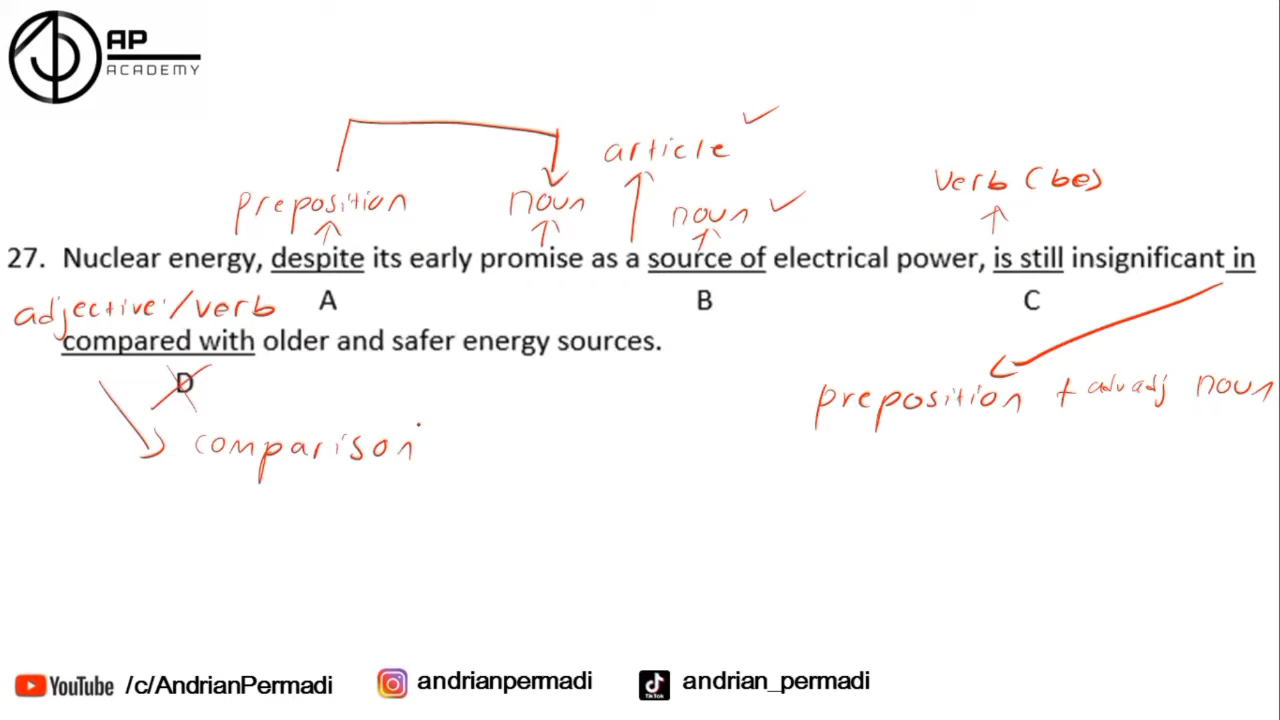 AP
ACADEMY
article
verb (be)
preposition
noun
noun
27. Nuclear energy, despite its early promise as a source of electrical power, is still insignificant in
adjective/verb
A
B
C
compared with older and safer energy sources.
D
preposition + adv adj noun
comparison
YouTube /c/AndrianPermadi
andrianpermadi
TikTok
andrian_permadi